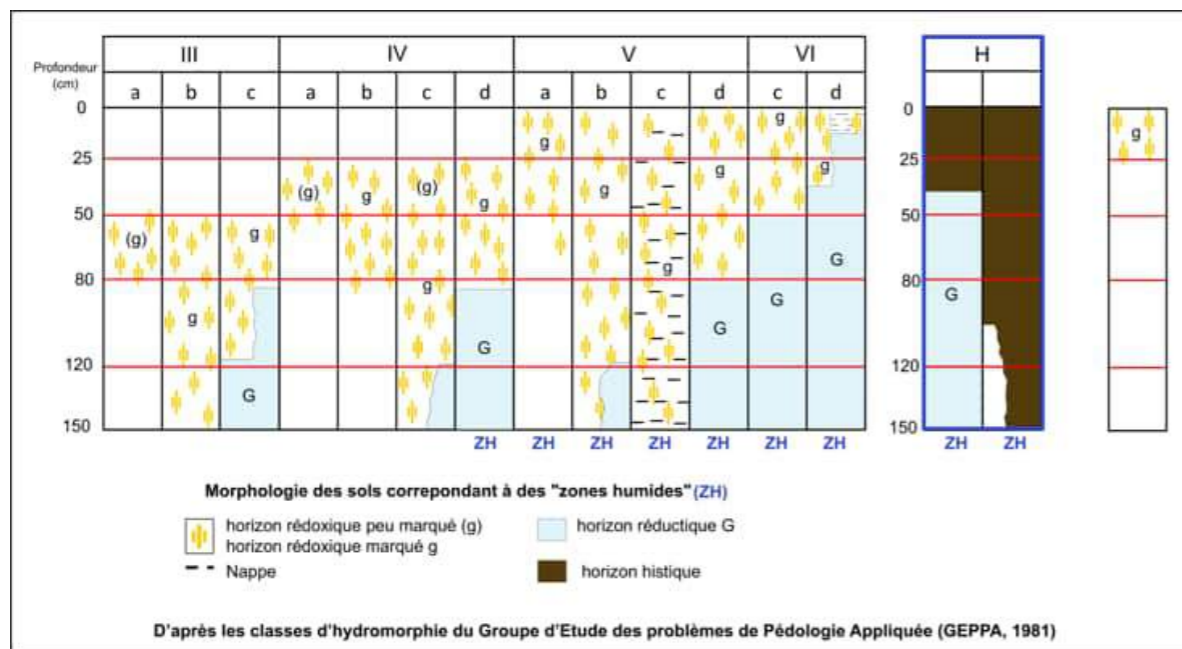 III IV V VI H
Profondeur
(cm)
a b c a b c d a b c d c d
0 0
g g g g
25 25
(g) g (g) g g g g
50 50
(g) g g
80 80
g g g G G G G
120 120
G G
150 150
ZH ZH ZH ZH ZH ZH ZH ZH ZH
Morphologie des sols correpondant à des "zones humides"(ZH)
horizon rédoxique peu marqué (g)
horizon rédoxique marqué g
Nappe
horizon réductique G
horizon histique
D'après les classes d'hydromorphie du Groupe d'Etude des problèmes de Pédologie Appliquée (GEPPA, 1981)